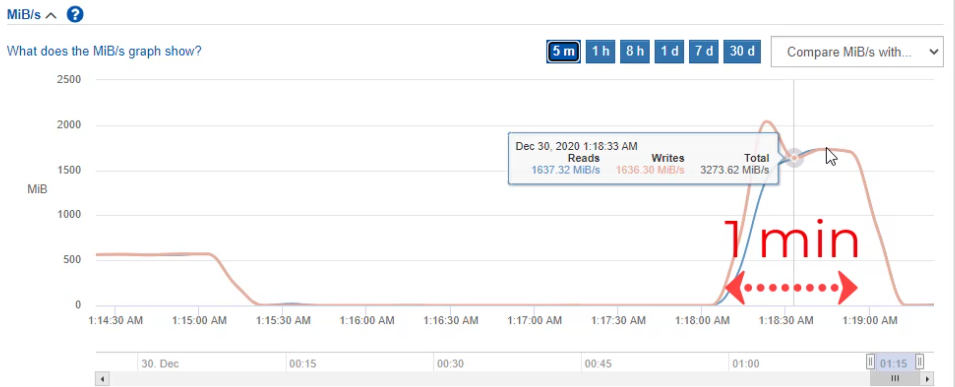 MiB/s
What does the MiB/s graph show?
5 m 1 h 8 h 1 d 7 d 30 d Compare MiB/s with...
2500
2000
1500
1000
500
0
MiB
Dec 30, 2020 1:18:33 AM
Reads Writes Total
1637.32 MiB/s 1636.30 MiB/s 3273.62 MiB/s
1 min
1:14:30 AM 1:15:00 AM 1:15:30 AM 1:16:00 AM 1:16:30 AM 1:17:00 AM 1:17:30 AM 1:18:00 AM 1:18:30 AM 1:19:00 AM
30. Dec 00:15 00:30 00:45 01:00 01:15